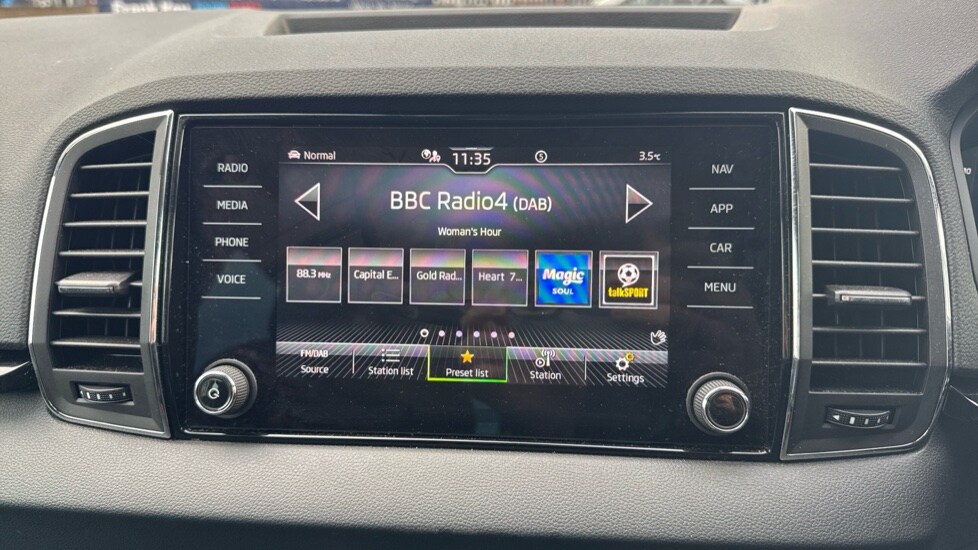 RADIO
MEDIA
PHONE
VOICE
Normal
11:35
S
3.5°C
BBC Radio4 (DAB)
Woman's Hour
88.3 MHz
Capital E...
Gold Rad...
Heart 7...
Magic
SOUL
talkSPORT
FM/DAB
Source
Station list
Preset list
Station
Settings
NAV
APP
CAR
MENU